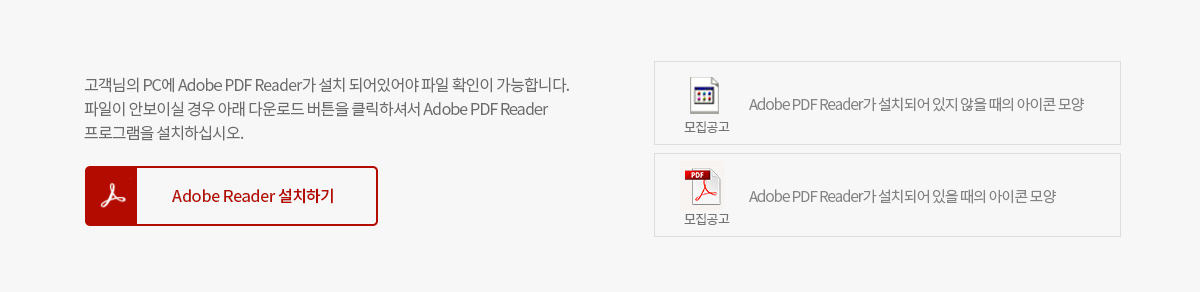 고객님의 PC에 Adobe PDF Reader가 설치 되어있어야 파일 확인이 가능합니다.
파일이 안보이실 경우 아래 다운로드 버튼을 클릭하셔서 Adobe PDF Reader
프로그램을 설치하십시오.
Adobe Reader 설치하기
모집공고
Adobe PDF Reader가 설치되어 있지 않을 때의 아이콘 모양
PDF
모집공고
Adobe PDF Reader가 설치되어 있을 때의 아이콘 모양